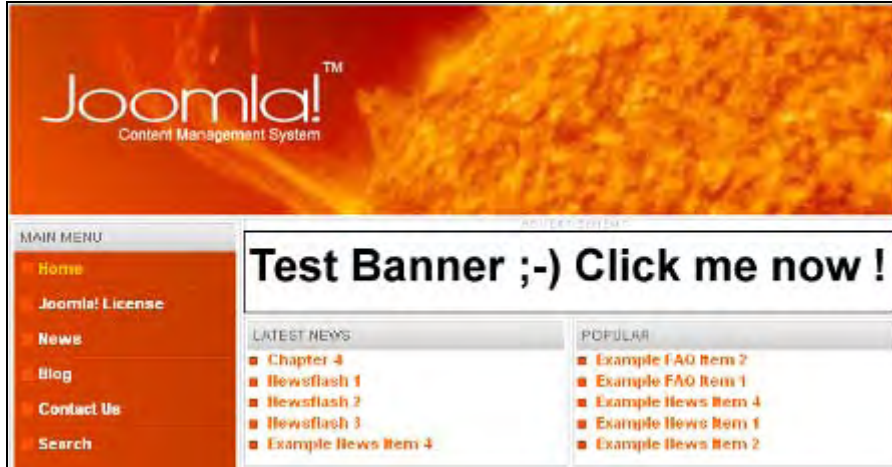 Joomla!™
Content Management System
ADVERTISEMENT
MAIN MENU
Home
Joomla! License
News
Blog
Contact Us
Search
Test Banner ;-) Click me now !
LATEST NEWS
Chapter 4
Newsflash 1
Newsflash 2
Newsflash 3
Example News Item 4
POPULAR
Example FAQ Item 2
Example FAQ Item 1
Example News Item 4
Example News Item 1
Example News Item 2